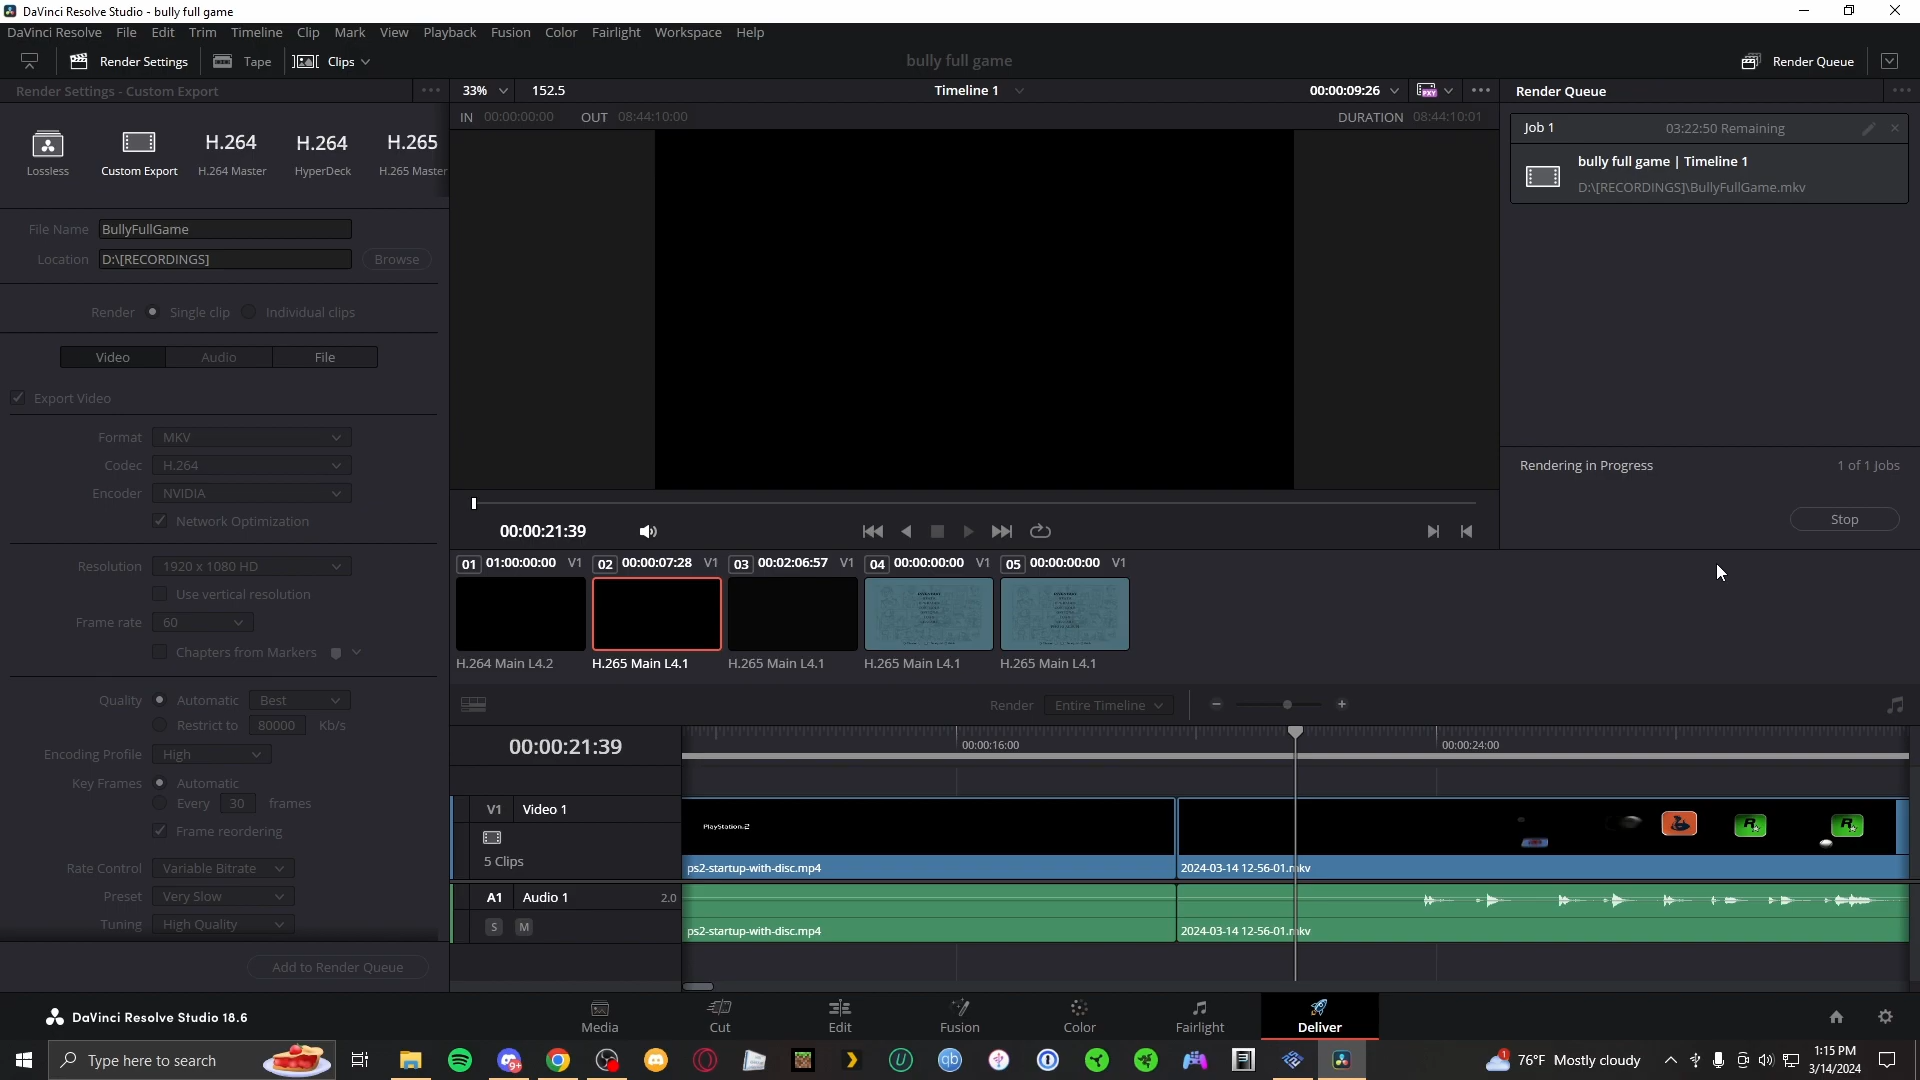 DaVinci Resolve Studio - bully full game
DaVinci Resolve File Edit Trim Timeline Clip Mark View Playback Fusion Color Fairlight Workspace Help
Render Settings Tape Clips bully full game Render Queue
Render Settings - Custom Export
33% 152.5 Timeline 1 00:00:09:26
Render Queue
IN 00:00:00:00 OUT 08:44:10:00 DURATION 08:44:10:01
Job 1 03:22:50 Remaining
bully full game | Timeline 1
D:\[RECORDINGS]\BullyFullGame.mkv
H.264 H.264 H.265
Lossless Custom Export H.264 Master HyperDeck H.265 Master
File Name BullyFullGame
Location D:\[RECORDINGS] Browse
Render Single clip Individual clips
Video Audio File
Export Video
Format MKV
Codec H.264
Encoder NVIDIA
Network Optimization
Resolution 1920 x 1080 HD
Use vertical resolution
Frame rate 60
Chapters from Markers
Quality Automatic Best
Restrict to 80000 Kb/s
Encoding Profile High
Key Frames Automatic
Every 30 frames
Frame reordering
Rate Control Variable Bitrate
Preset Very Slow
Tuning High Quality
Add to Render Queue
Rendering in Progress 1 of 1 Jobs
Stop
00:00:21:39
01 01:00:00:00 V1 02 00:00:07:28 V1 03 00:02:06:57 V1 04 00:00:00:00 V1 05 00:00:00:00 V1
H.264 Main L4.2 H.265 Main L4.1 H.265 Main L4.1 H.265 Main L4.1 H.265 Main L4.1
Render Entire Timeline
00:00:21:39
00:00:16:00 00:00:24:00
V1 Video 1
5 Clips
PlayStation.2
ps2-startup-with-disc.mp4 2024-03-14 12-56-01.mkv
A1 Audio 1 2.0
S M
ps2-startup-with-disc.mp4 2024-03-14 12-56-01.mkv
DaVinci Resolve Studio 18.6
Media Cut Edit Fusion Color Fairlight Deliver
Type here to search
9+
qb
1
76°F Mostly cloudy
1:15 PM
3/14/2024